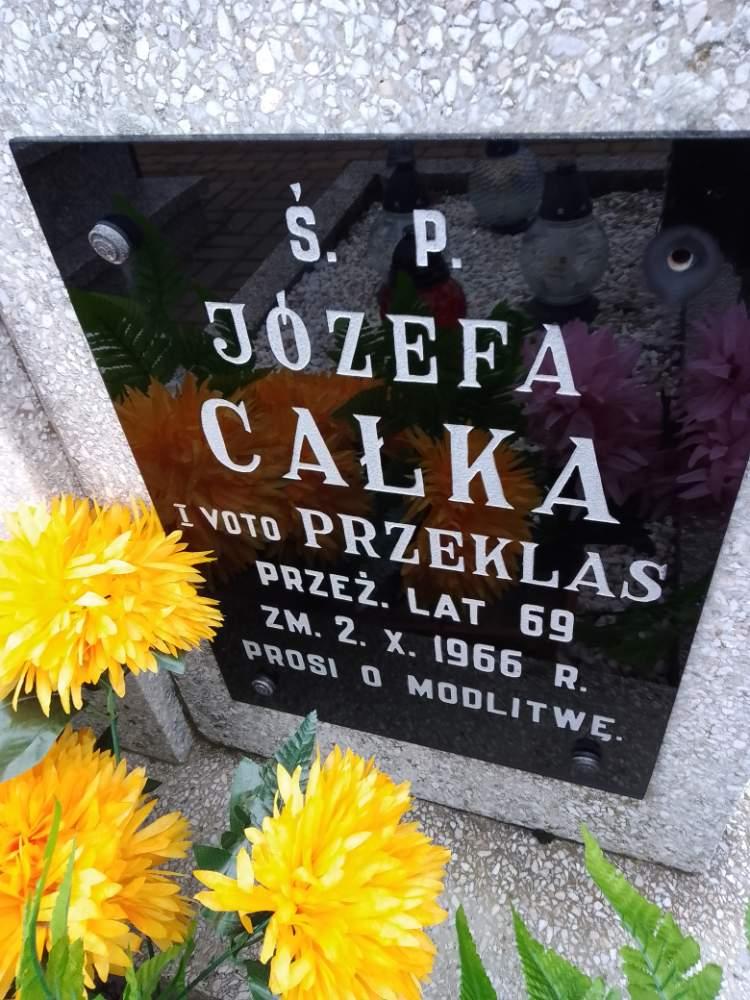 Ś. P.
JÓZEFA
CAŁKA
I VOTO PRZEKLAS
PRZEŻ. LAT 69
ZM. 2. X. 1966 R.
PROSI O MODLITWĘ.